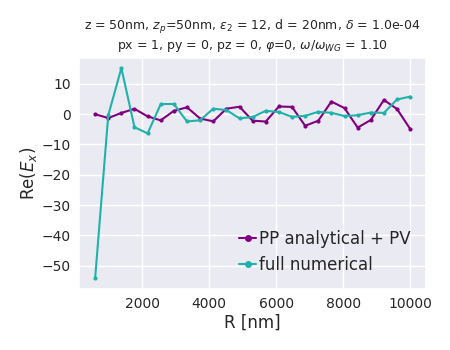 z = 50nm, z_p=50nm, ε_2 = 12, d = 20nm, δ = 1.0e-04
px = 1, py = 0, pz = 0, φ=0, ω/ω_WG = 1.10
10
0
−10
−20
−30
−40
−50
Re(E_x)
PP analytical + PV
full numerical
2000 4000 6000 8000 10000
R [nm]